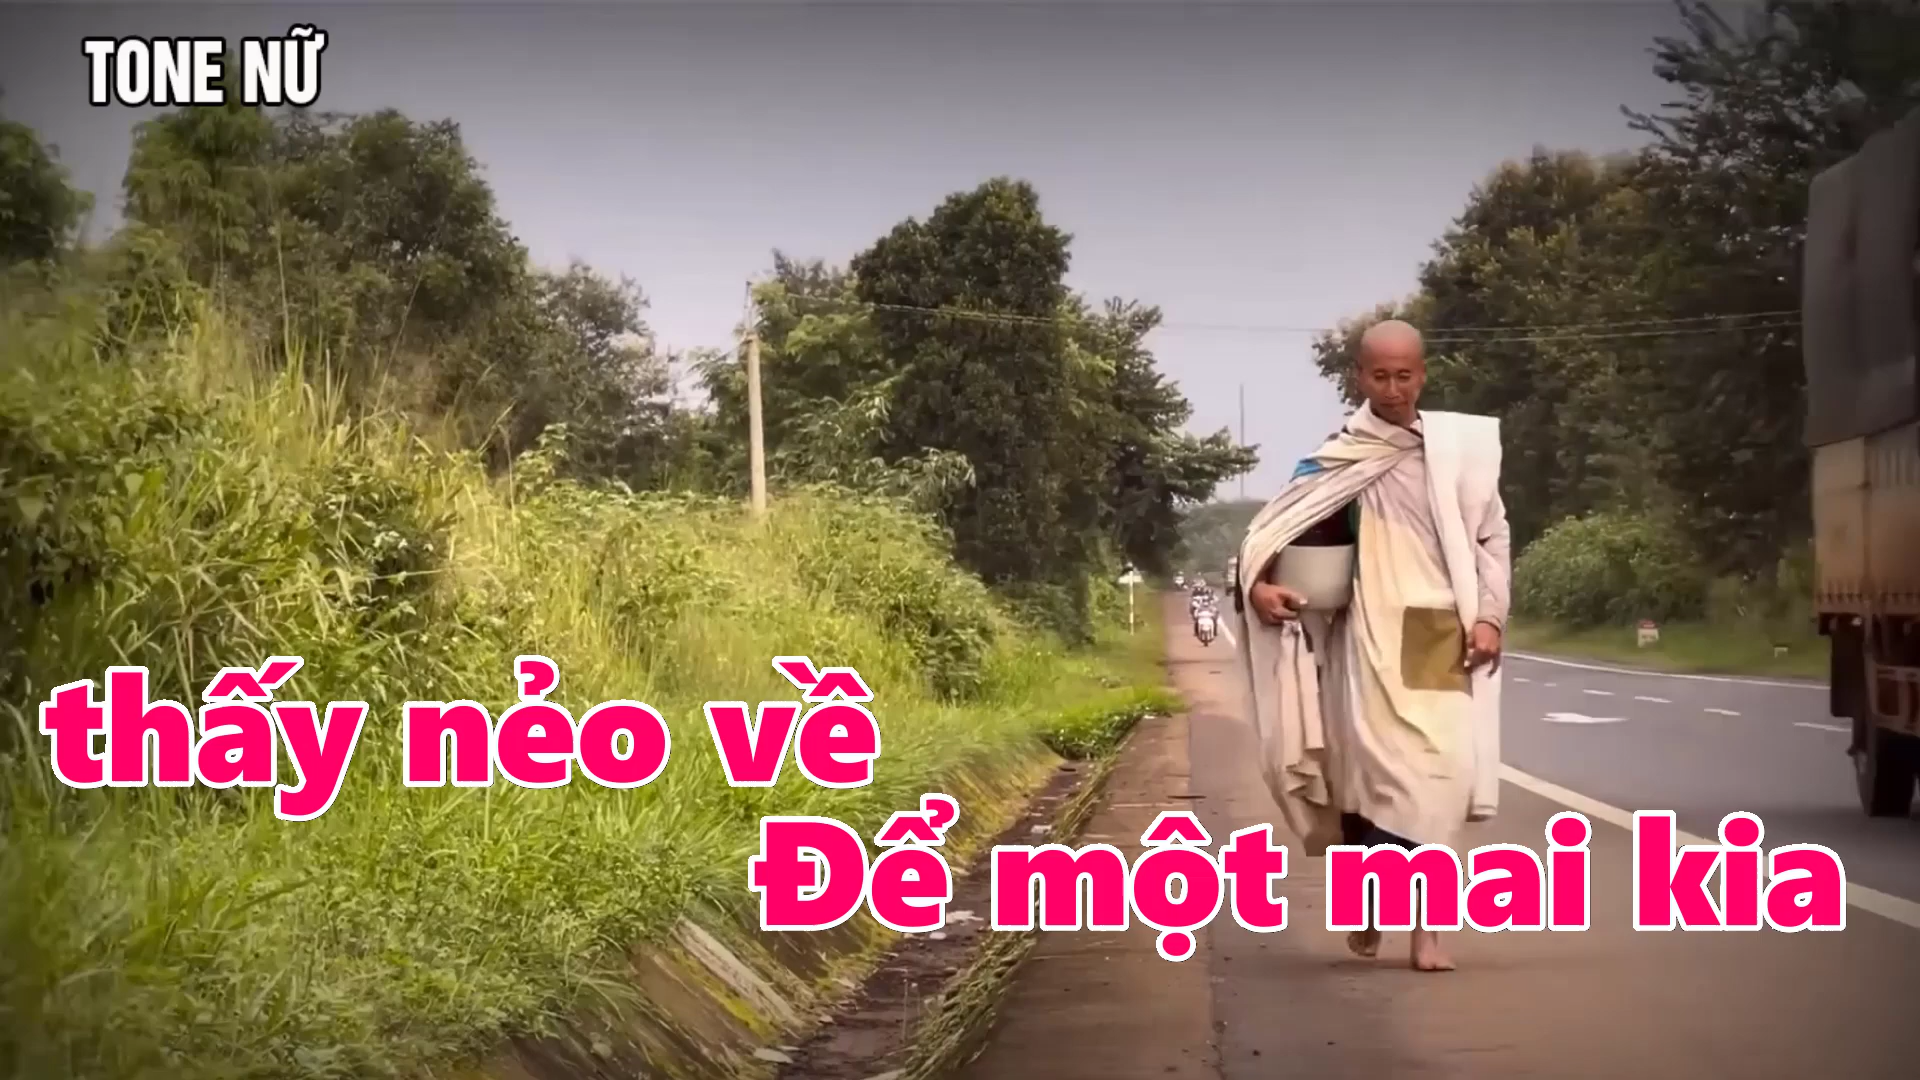 TONE NỮ
thấy nẻo về
Để một mai kia